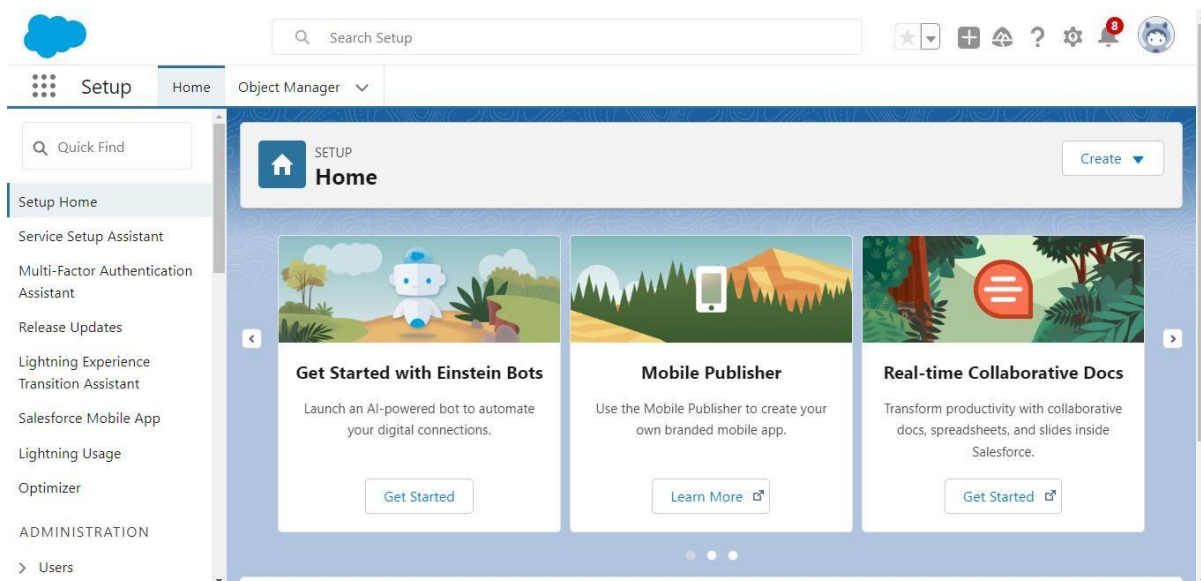 Search Setup
8
Setup
Home
Object Manager
Quick Find
Setup Home
Service Setup Assistant
Multi-Factor Authentication
Assistant
Release Updates
Lightning Experience
Transition Assistant
Salesforce Mobile App
Lightning Usage
Optimizer
ADMINISTRATION
Users
SETUP
Home
Create
Get Started with Einstein Bots
Launch an AI-powered bot to automate
your digital connections.
Get Started
Mobile Publisher
Use the Mobile Publisher to create your
own branded mobile app.
Learn More
Real-time Collaborative Docs
Transform productivity with collaborative
docs, spreadsheets, and slides inside
Salesforce.
Get Started